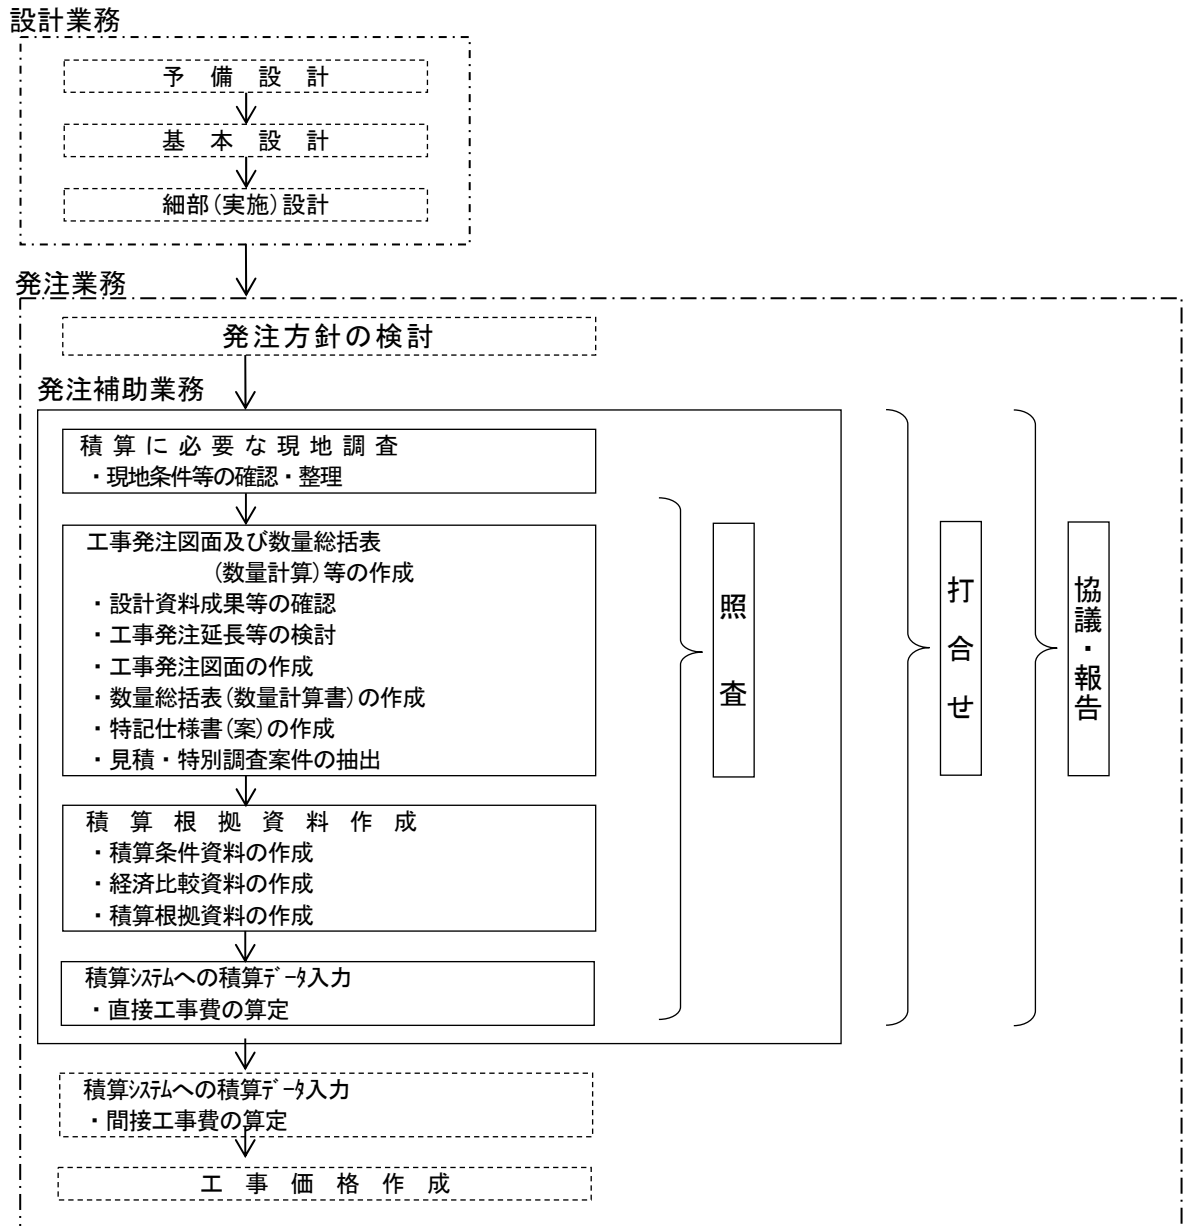 設計業務
予備設計
基本設計
細部(実施)設計
発注業務
発注方針の検討
発注補助業務
積算に必要な現地調査
・現地条件等の確認・整理
工事発注図面及び数量総括表
(数量計算)等の作成
・設計資料成果等の確認
・工事発注延長等の検討
・工事発注図面の作成
・数量総括表(数量計算書)の作成
・特記仕様書(案)の作成
・見積・特別調査案件の抽出
積算根拠資料作成
・積算条件資料の作成
・経済比較資料の作成
・積算根拠資料の作成
積算ｼｽﾃﾑへの積算ﾃﾞｰﾀ入力
・直接工事費の算定
照査
打合せ
協議・報告
積算ｼｽﾃﾑへの積算ﾃﾞｰﾀ入力
・間接工事費の算定
工事価格作成